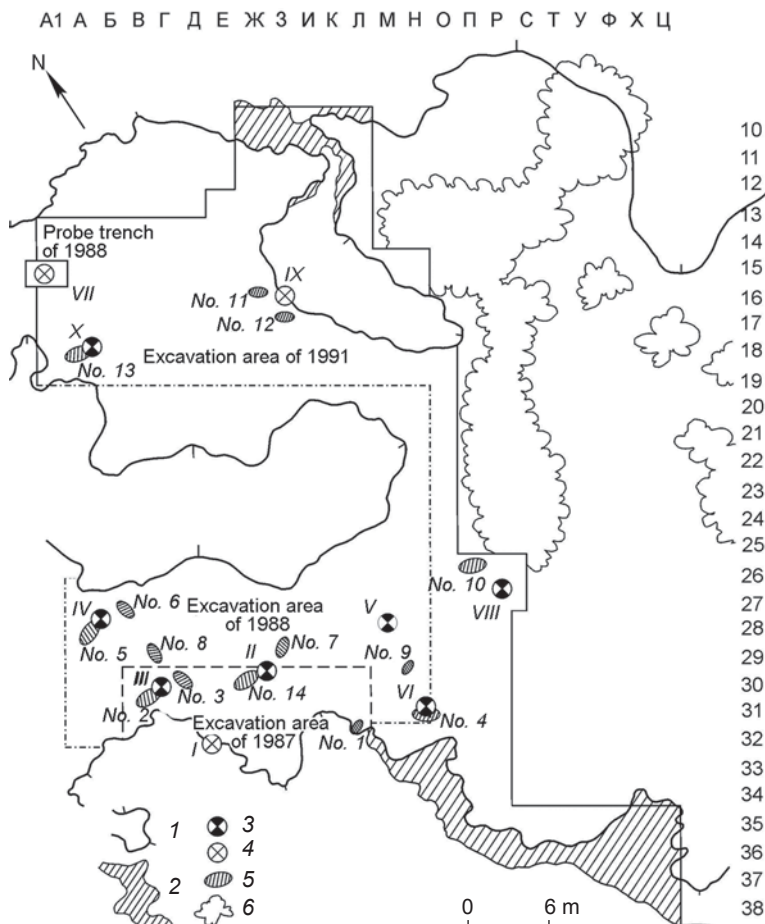 А1 А Б В Г Д Е Ж З И К Л М Н О П Р С Т У Ф Х Ц
N
10
11
12
13
Probe trench
of 1988
14
15
IX
VII
No. 11
16
No. 12
17
X
Excavation area of 1991
18
No. 13
19
20
21
22
23
24
25
No. 10
26
VIII
27
IV
No. 6
Excavation area
of 1988
V
28
No. 5
No. 8
II
No. 7
No. 9
29
III
No. 3
No. 14
VI
30
No. 2
No. 4
31
Excavation area
of 1987
I
No. 1
32
33
34
35
36
37
38
1
2
3
4
5
6
0 6 m